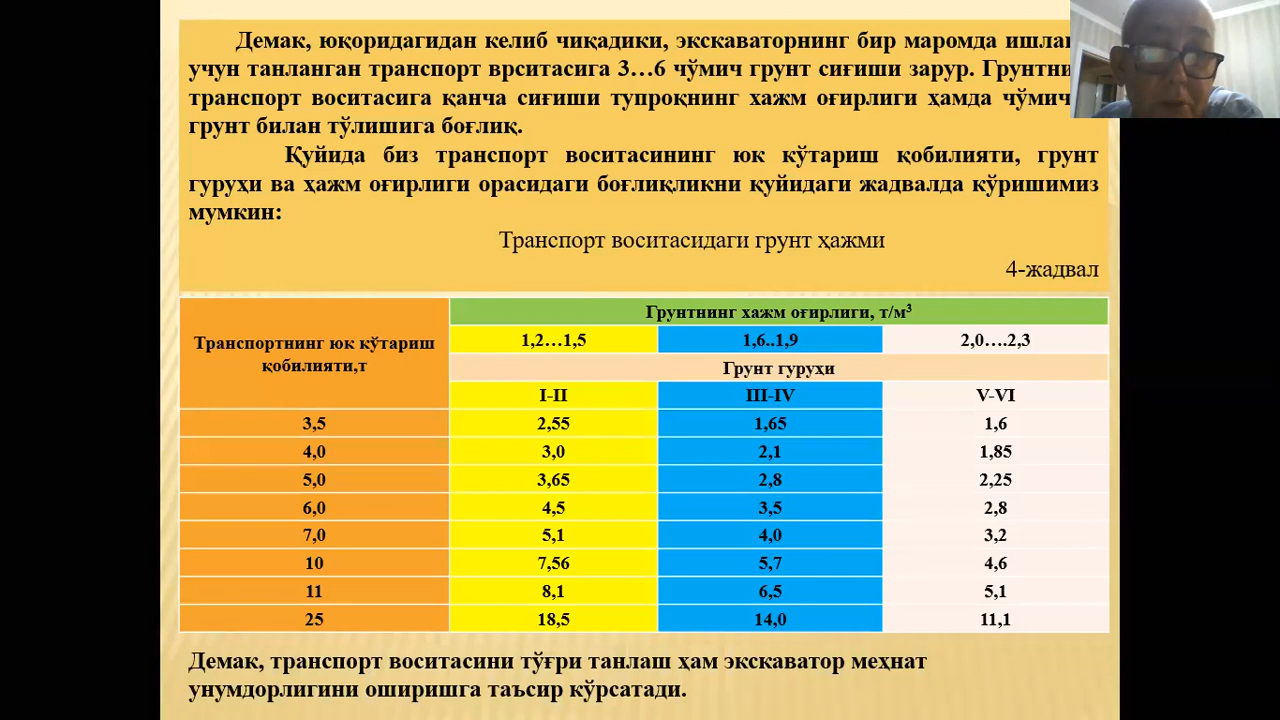 Демак, юқоридагидан келиб чиқадики, экскаваторнинг бир маромда
учун танланган транспорт врситасига 3…6 чўмич грунт сиғиши зарур.
транспорт воситасига қанча сиғиши тупроқнинг хажм оғирлиги ҳамда
грунт билан тўлишига боғлиқ.
Қуйида биз транспорт воситасининг юк кўтариш қобилияти, грунт
гуруҳи ва ҳажм оғирлиги орасидаги боғлиқликни қуйидаги жадвалда кўришимиз
мумкин:
Транспорт воситасидаги грунт ҳажми
4-жадвал
Транспортнинг юк кўтариш
қобилияти,т
Грунтнинг хажм оғирлиги, т/м³
1,2…1,5 1,6..1,9 2,0….2,3
Грунт гуруҳи
I-II III-IV V-VI
3,5 2,55 1,65 1,6
4,0 3,0 2,1 1,85
5,0 3,65 2,8 2,25
6,0 4,5 3,5 2,8
7,0 5,1 4,0 3,2
10 7,56 5,7 4,6
11 8,1 6,5 5,1
25 18,5 14,0 11,1
Демак, транспорт воситасини тўғри танлаш ҳам экскаватор меҳнат
унумдорлигини оширишга таъсир кўрсатади.